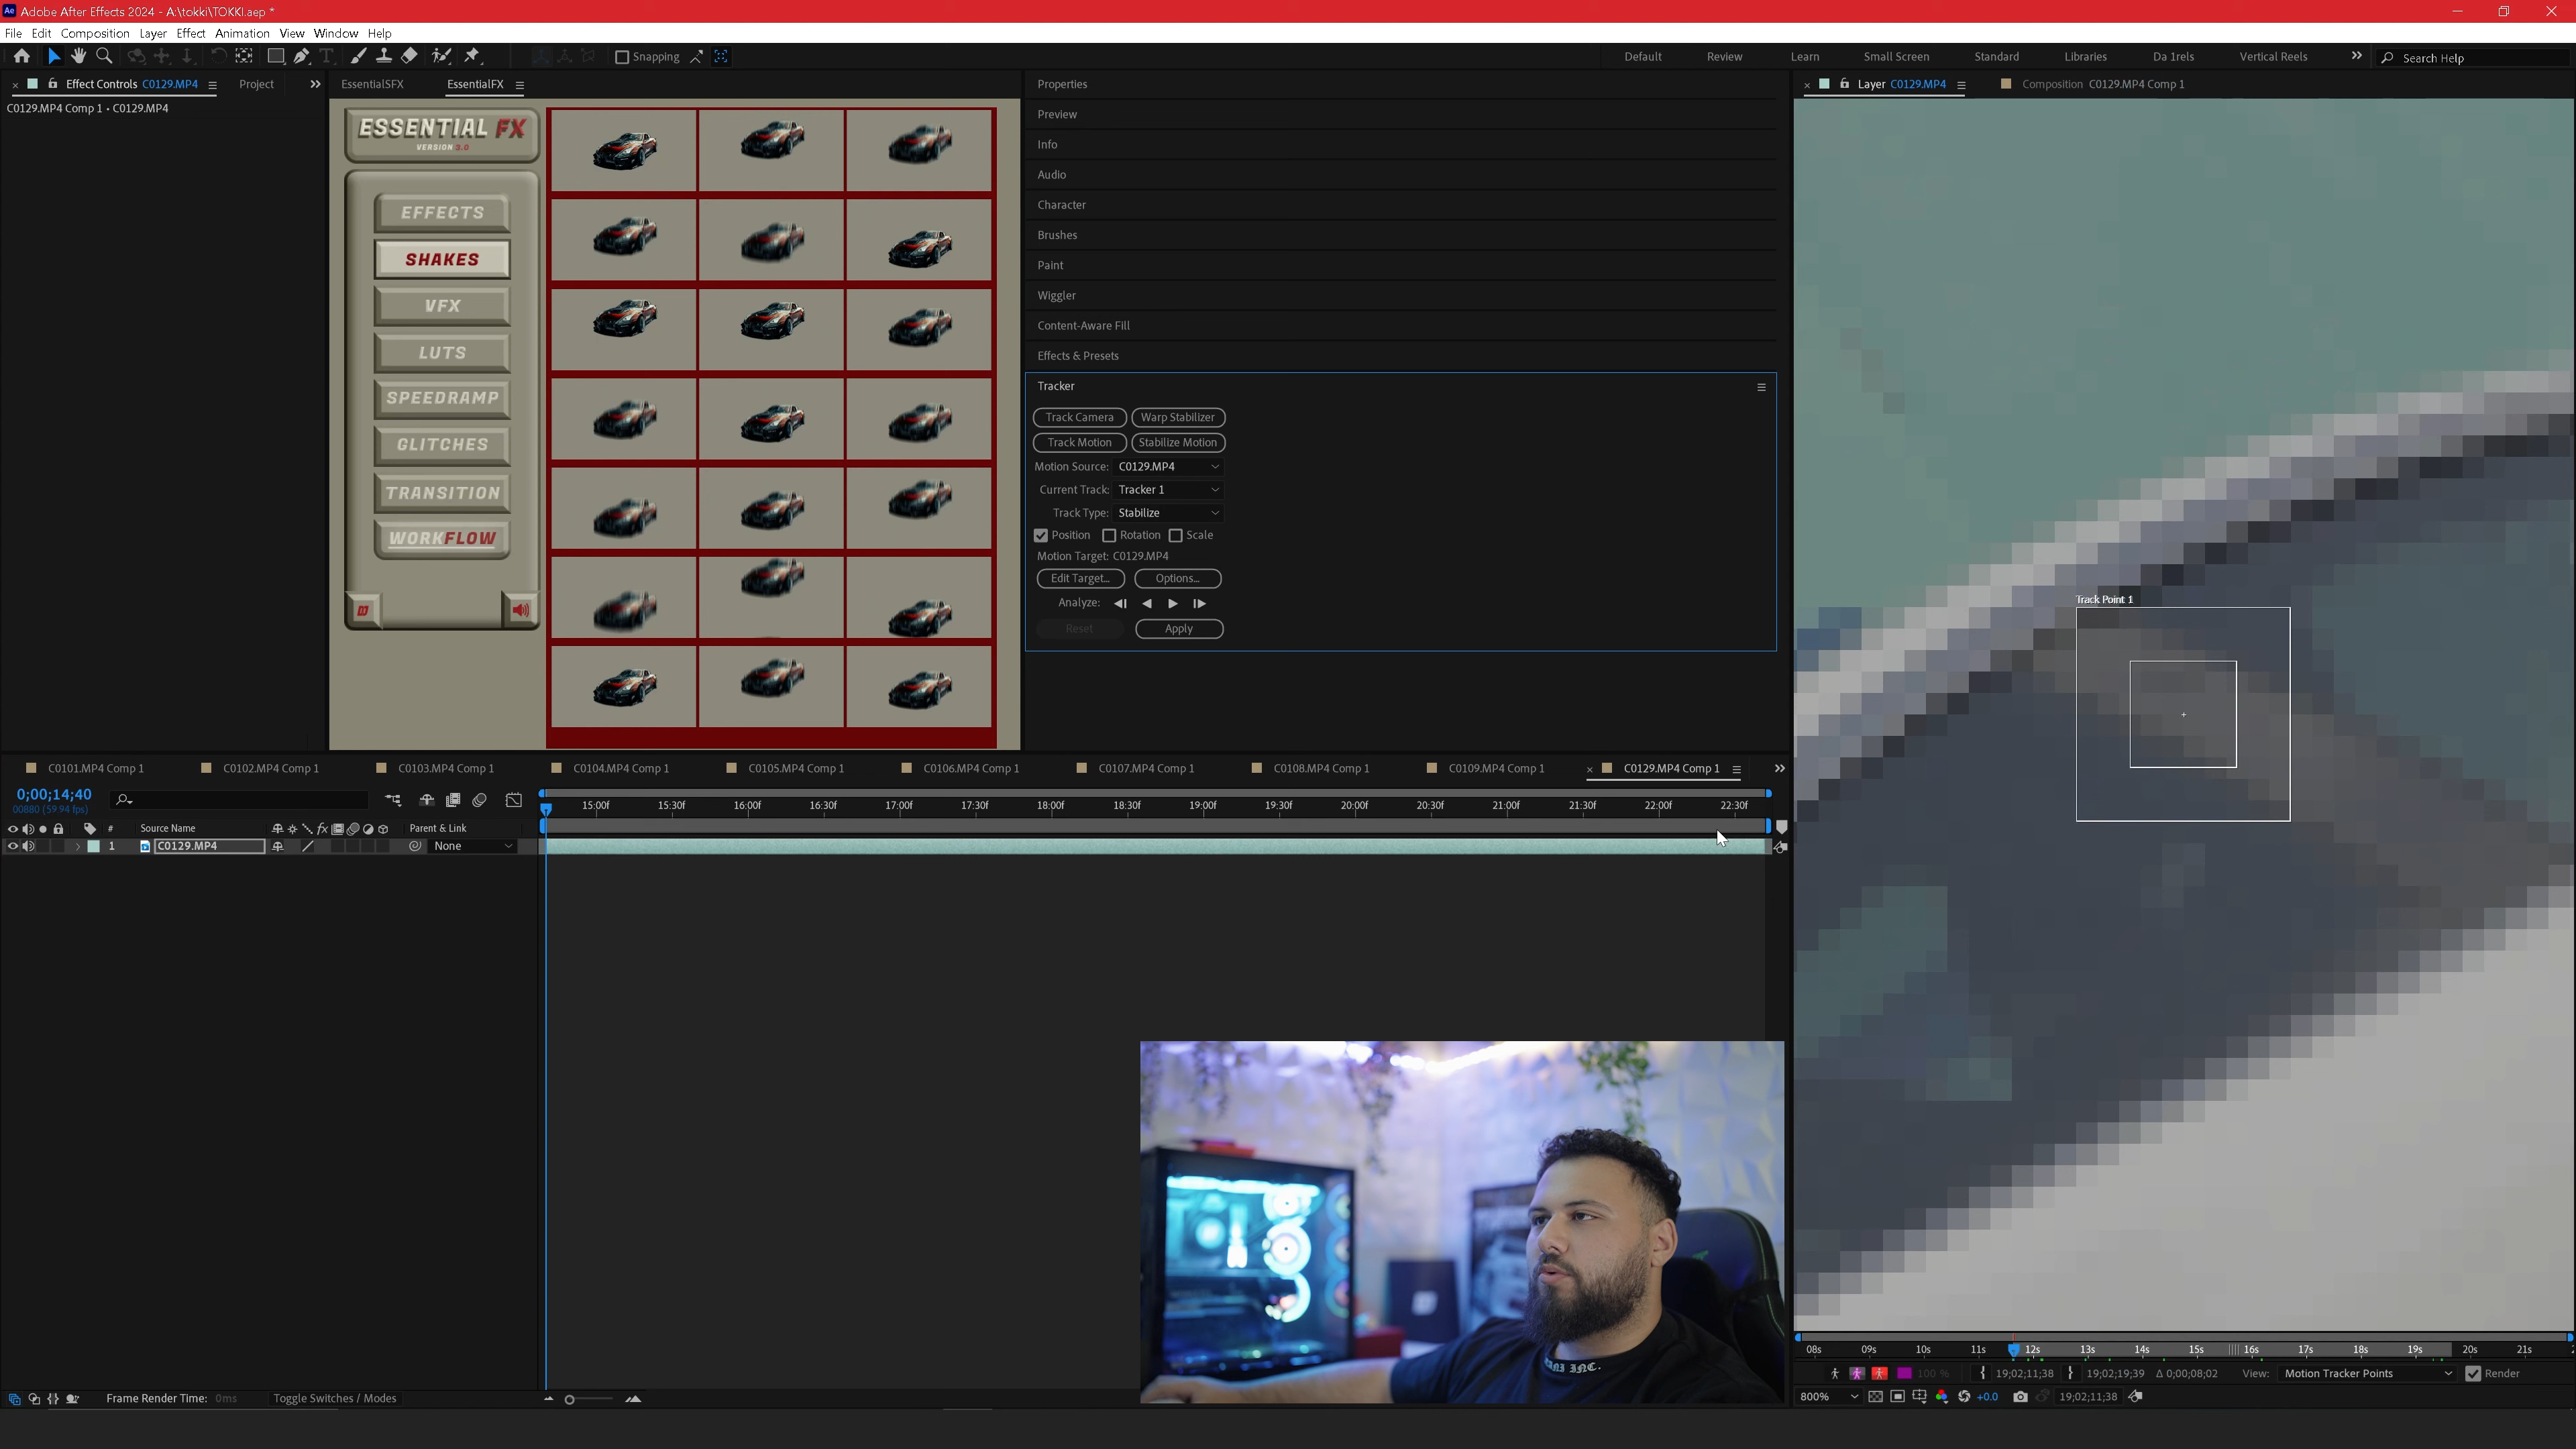 Ae Adobe After Effects 2024 - A:\tokki\TOKKI.aep *
File Edit Composition Layer Effect Animation View Window Help
Snapping
Default Review Learn Small Screen Standard Libraries Da 1rels Vertical Reels Search Help
Effect Controls C0129.MP4 Project
C0129.MP4 Comp 1 • C0129.MP4
EssentialSFX EssentialFX
ESSENTIAL FX
VERSION 3.0
EFFECTS
SHAKES
VFX
LUTS
SPEEDRAMP
GLITCHES
TRANSITION
WORKFLOW
Properties
Preview
Info
Audio
Character
Brushes
Paint
Wiggler
Content-Aware Fill
Effects & Presets
Tracker
Track Camera Warp Stabilizer
Track Motion Stabilize Motion
Motion Source: C0129.MP4
Current Track: Tracker 1
Track Type: Stabilize
Position Rotation Scale
Motion Target: C0129.MP4
Edit Target... Options...
Analyze:
Reset Apply
Layer C0129.MP4 Composition C0129.MP4 Comp 1
Track Point 1
08s 09s 10s 11s 12s 13s 14s 15s 16s 17s 18s 19s 20s 21s
100 % 19;02;11;38 19;02;19;39 Δ 0;00;08;02 View: Motion Tracker Points Render
800% +0.0 19;02;11;38
C0101.MP4 Comp 1 C0102.MP4 Comp 1 C0103.MP4 Comp 1 C0104.MP4 Comp 1 C0105.MP4 Comp 1 C0106.MP4 Comp 1 C0107.MP4 Comp 1 C0108.MP4 Comp 1 C0109.MP4 Comp 1 C0129.MP4 Comp 1
0;00;14;40
00880 (59.94 fps)
15:00f 15:30f 16:00f 16:30f 17:00f 17:30f 18:00f 18:30f 19:00f 19:30f 20:00f 20:30f 21:00f 21:30f 22:00f 22:30f
# Source Name fx Parent & Link
1 C0129.MP4 None
INC.
Frame Render Time: 0ms Toggle Switches / Modes